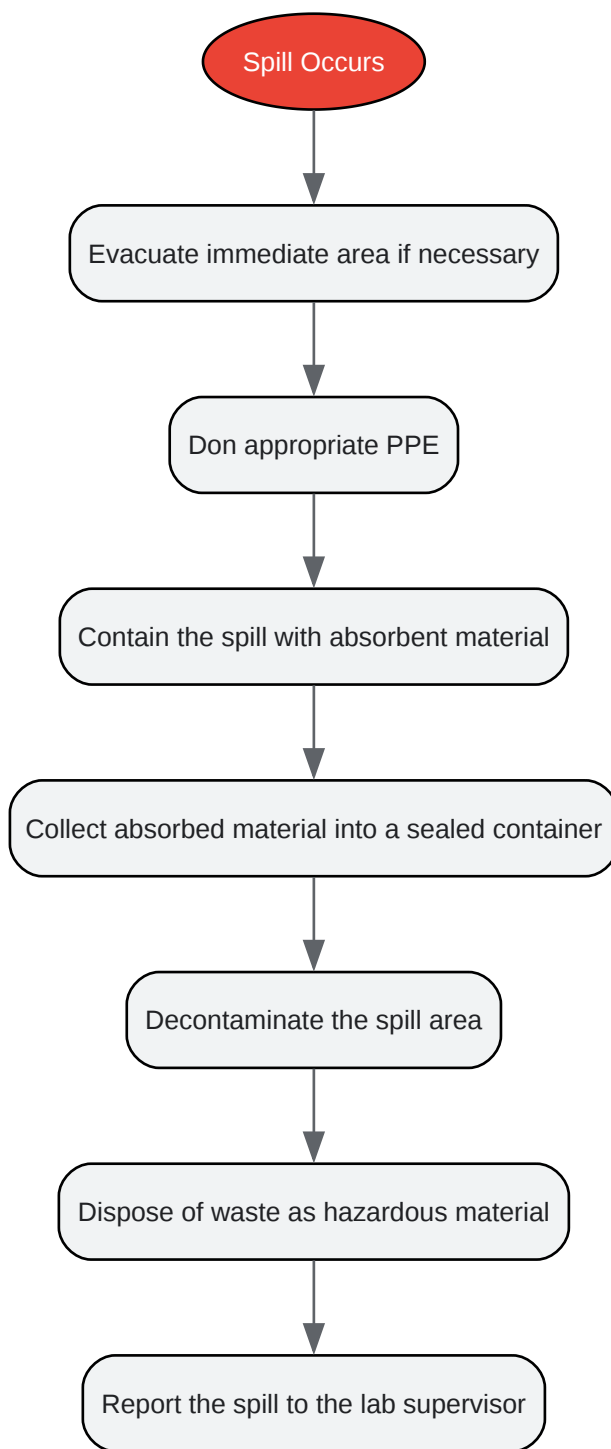 Spill Occurs
Evacuate immediate area if necessary
Don appropriate PPE
Contain the spill with absorbent material
Collect absorbed material into a sealed container
Decontaminate the spill area
Dispose of waste as hazardous material
Report the spill to the lab supervisor